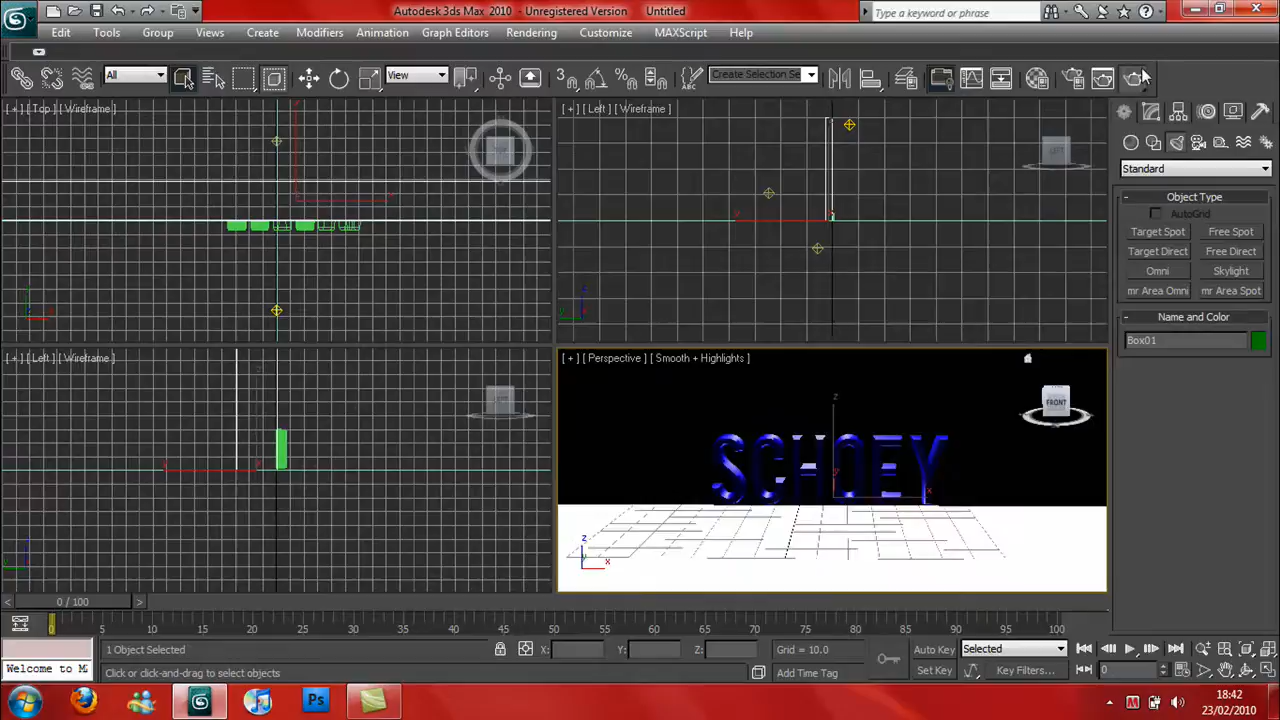 Autodesk 3ds Max 2010 - Unregistered Version Untitled
Type a keyword or phrase
Edit Tools Group Views Create Modifiers Animation Graph Editors Rendering Customize MAXScript Help
All
View
3
Create Selection Se
ABC
[ + ] [ Top ] [ Wireframe ]
[ + ] [ Left ] [ Wireframe ]
LEFT
Standard
- Object Type
AutoGrid
Target Spot Free Spot
Target Direct Free Direct
Omni Skylight
mr Area Omni mr Area Spot
- Name and Color
Box01
[ + ] [ Left ] [ Wireframe ]
[ + ] [ Perspective ] [ Smooth + Highlights ]
FRONT
SCHOEY
z
x
z
x
< 0 / 100 >
0 5 10 15 20 25 30 35 40 45 50 55 60 65 70 75 80 85 90 95 100
1 Object Selected
X: Y: Z:
Grid = 10.0
Auto Key
Selected
Welcome to M
Click or click-and-drag to select objects
Add Time Tag
Set Key
Key Filters...
0
Ps
18:42
23/02/2010